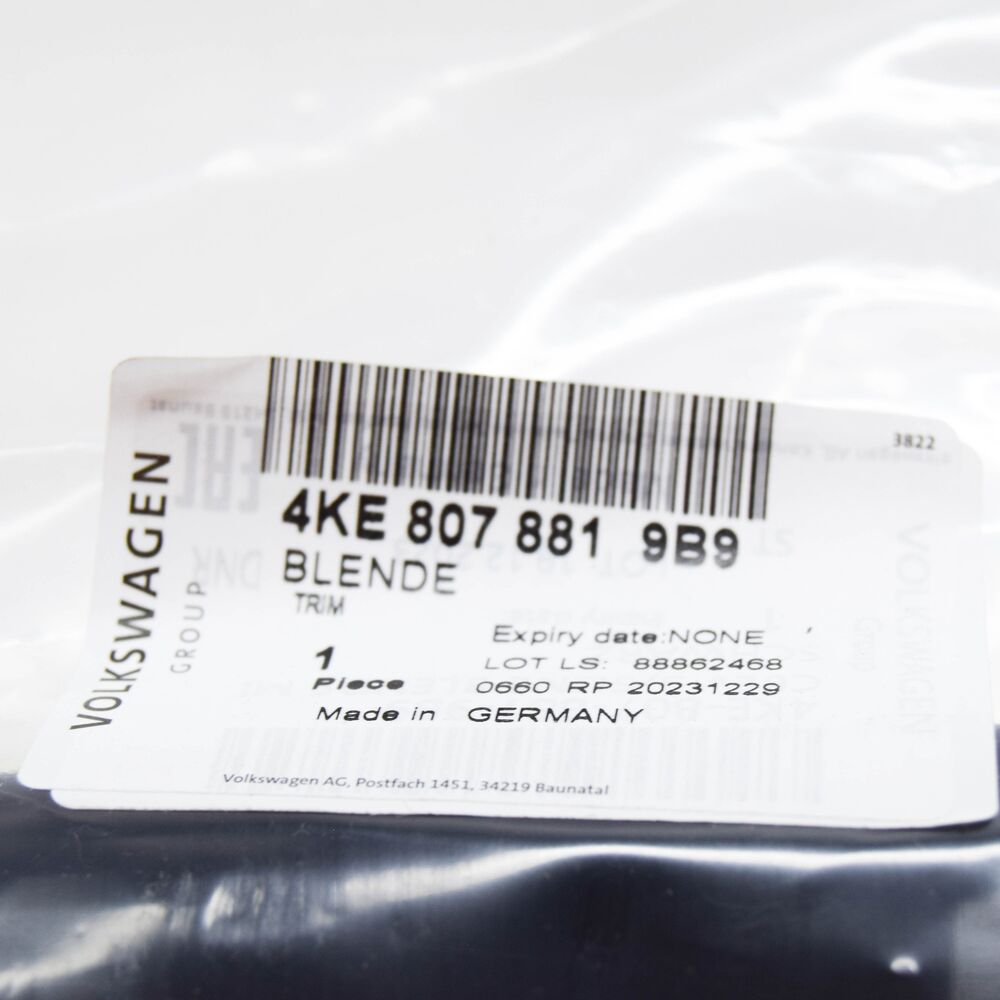 3822
VOLKSWAGEN
GROUP
4KE 807 881 9B9
BLENDE
TRIM
1
Piece
Expiry date:NONE
LOT LS: 88862468
0660 RP 20231229
Made in GERMANY
Volkswagen AG, Postfach 1451, 34219 Baunatal